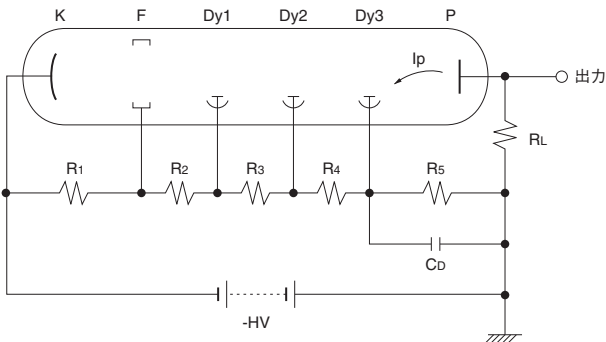 K F Dy1 Dy2 Dy3 P
Ip
出力
RL
R1 R2 R3 R4 R5
CD
-HV